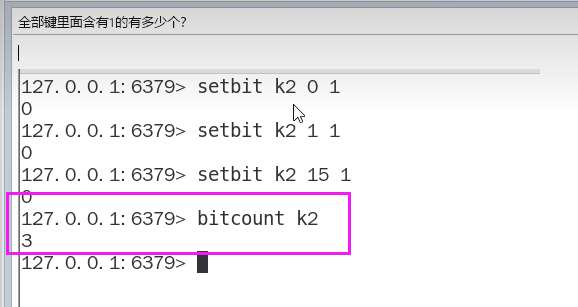 全部键里面含有1的有多少个?
127.0.0.1:6379> setbit k2 0 1
0
127.0.0.1:6379> setbit k2 1 1
0
127.0.0.1:6379> setbit k2 15 1
0
127.0.0.1:6379> bitcount k2
3
127.0.0.1:6379>